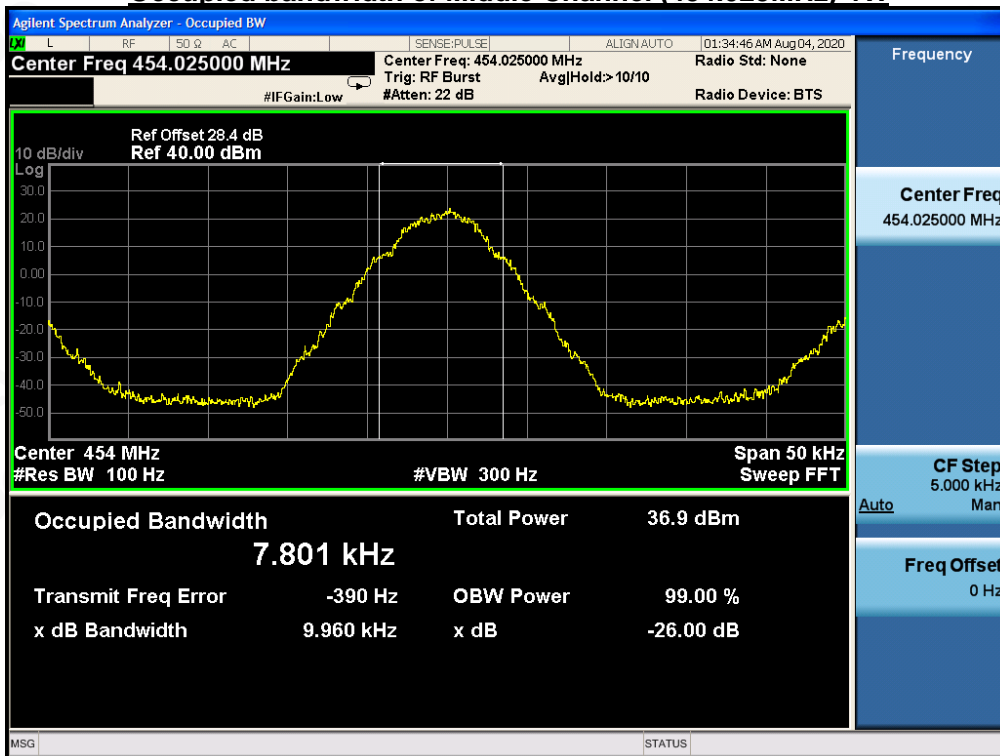 Agilent Spectrum Analyzer - Occupied BW
LXI L RF 50 Ω AC SENSE:PULSE ALIGN AUTO 01:34:46 AM Aug 04, 2020
Center Freq 454.025000 MHz
Center Freq: 454.025000 MHz
Radio Std: None
Trig: RF Burst Avg|Hold:> 10/10
#IFGain:Low
#Atten: 22 dB
Radio Device: BTS
Ref Offset 28.4 dB
10 dB/div Ref 40.00 dBm
Log
30.0
20.0
10.0
0.00
-10.0
-20.0
-30.0
-40.0
-50.0
Center 454 MHz
Span 50 kHz
#Res BW 100 Hz
#VBW 300 Hz
Sweep FFT
Occupied Bandwidth
7.801 kHz
Total Power 36.9 dBm
Transmit Freq Error -390 Hz
OBW Power 99.00 %
x dB Bandwidth 9.960 kHz
x dB -26.00 dB
MSG
STATUS
Frequency
Center Freq
454.025000 MHz
CF Step
5.000 kHz
Auto Man
Freq Offset
0 Hz